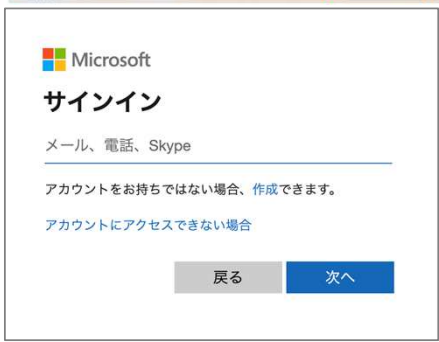 Microsoft
サインイン
メール、電話、Skype
アカウントをお持ちではない場合、作成できます。
アカウントにアクセスできない場合
戻る 次へ